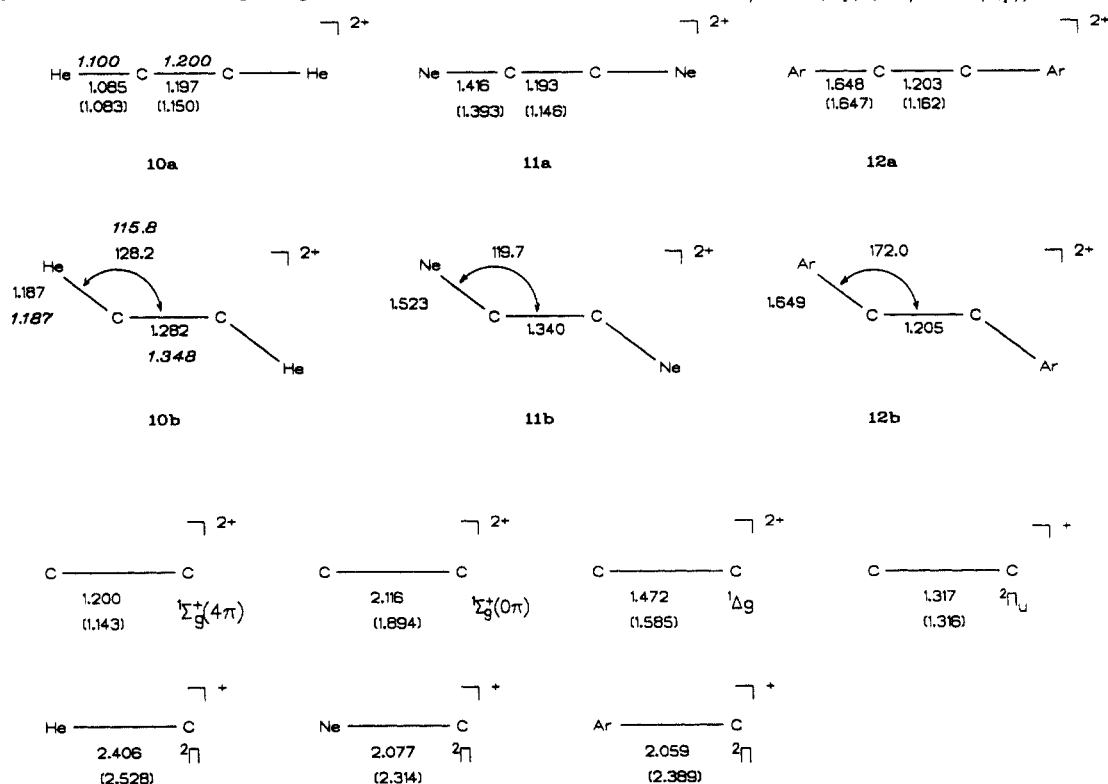 2+ 2+ 2+
1.100 1.200
He C C He Ne C C Ne Ar C C Ar
1.085 1.197 1.416 1.193 1.648 1.203
(1.083) (1.150) (1.393) (1.146) (1.647) (1.162)
10a 11a 12a
115.8
128.2 2+ 119.7 2+ 172.0 2+
He Ne Ar
1.187 1.523 1.649
1.187 C C C C C C
1.282 1.340 1.205
1.348
He Ne Ar
10b 11b 12b
2+ 2+ 2+ +
C C C C C C C C
1.200 ¹Σg⁺(4π) 2.116 ¹Σg⁺(0π) 1.472 ¹Δg 1.317 ²Πu
(1.143) (1.894) (1.585) (1.316)
+ + +
He C Ne C Ar C
2.406 ²Π 2.077 ²Π 2.059 ²Π
(2.528) (2.314) (2.389)